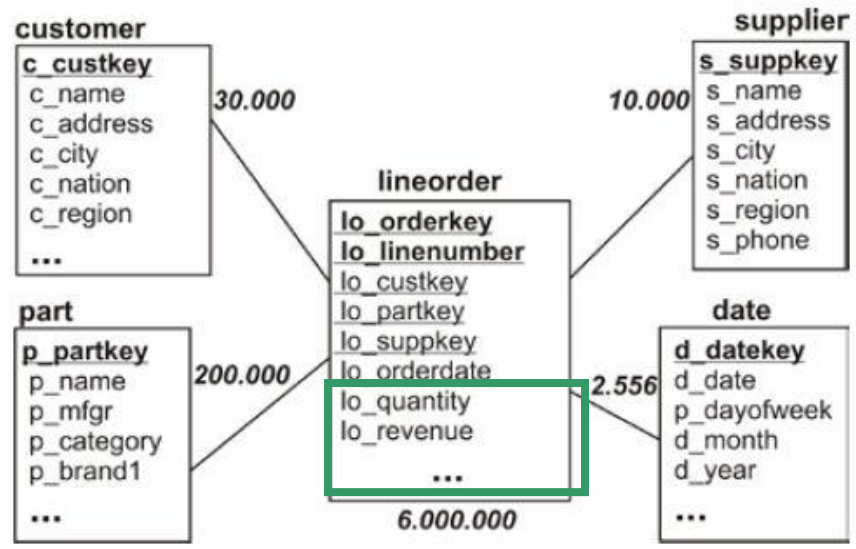 customer
c_custkey
c_name
c_address
c_city
c_nation
c_region
...
30.000
supplier
s_suppkey
s_name
s_address
s_city
s_nation
s_region
s_phone
10.000
lineorder
lo_orderkey
lo_linenumber
lo_custkey
lo_partkey
lo_suppkey
lo_orderdate
lo_quantity
lo_revenue
...
6.000.000
part
p_partkey
p_name
p_mfgr
p_category
p_brand1
...
200.000
date
d_datekey
d_date
p_dayofweek
d_month
d_year
...
2.556